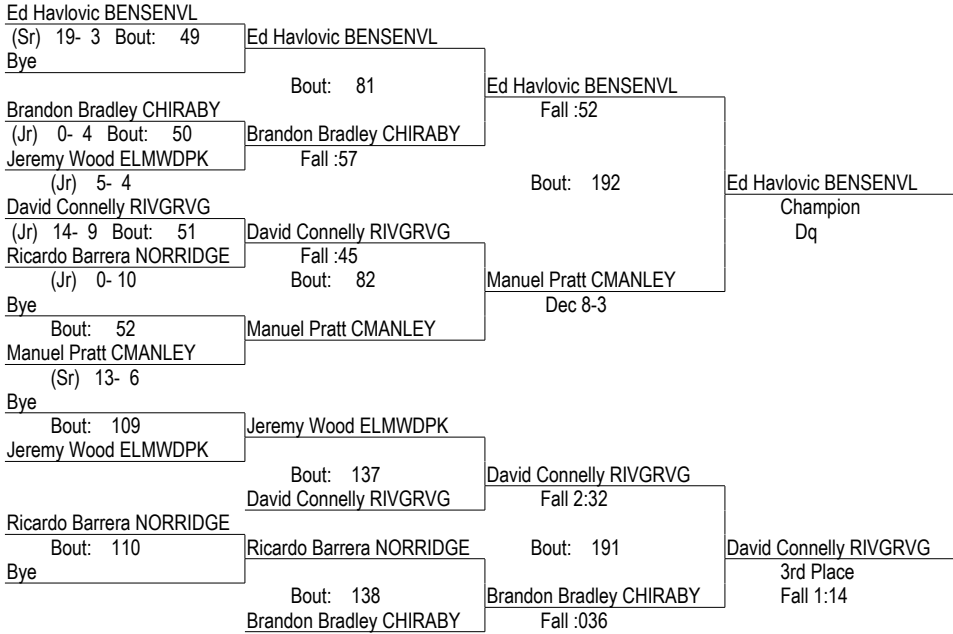 Ed Havlovic BENSENVL
(Sr) 19- 3 Bout: 49 Ed Havlovic BENSENVL
Bye
Bout: 81 Ed Havlovic BENSENVL
Brandon Bradley CHIRABY Fall :52
(Jr) 0- 4 Bout: 50 Brandon Bradley CHIRABY
Jeremy Wood ELMWDPK Fall :57
(Jr) 5- 4 Bout: 192 Ed Havlovic BENSENVL
David Connelly RIVGRVG Champion
(Jr) 14- 9 Bout: 51 David Connelly RIVGRVG Dq
Ricardo Barrera NORRIDGE Fall :45
(Jr) 0- 10 Bout: 82 Manuel Pratt CMANLEY
Bye Dec 8-3
Bout: 52 Manuel Pratt CMANLEY
Manuel Pratt CMANLEY
(Sr) 13- 6
Bye
Bout: 109 Jeremy Wood ELMWDPK
Jeremy Wood ELMWDPK
Bout: 137 David Connelly RIVGRVG
David Connelly RIVGRVG Fall 2:32
Ricardo Barrera NORRIDGE
Bout: 110 Ricardo Barrera NORRIDGE Bout: 191 David Connelly RIVGRVG
Bye 3rd Place
Bout: 138 Brandon Bradley CHIRABY Fall 1:14
Brandon Bradley CHIRABY Fall :036